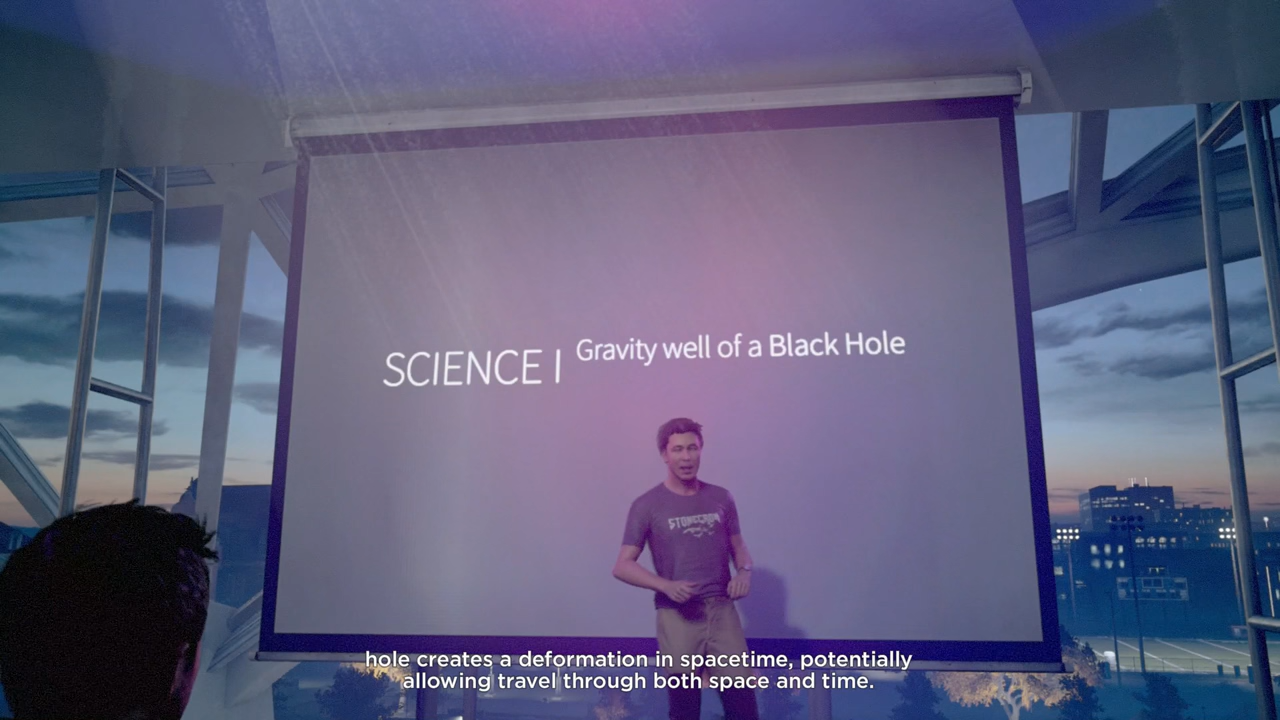 SCIENCE | Gravity well of a Black Hole
hole creates a deformation in spacetime, potentially
allowing travel through both space and time.